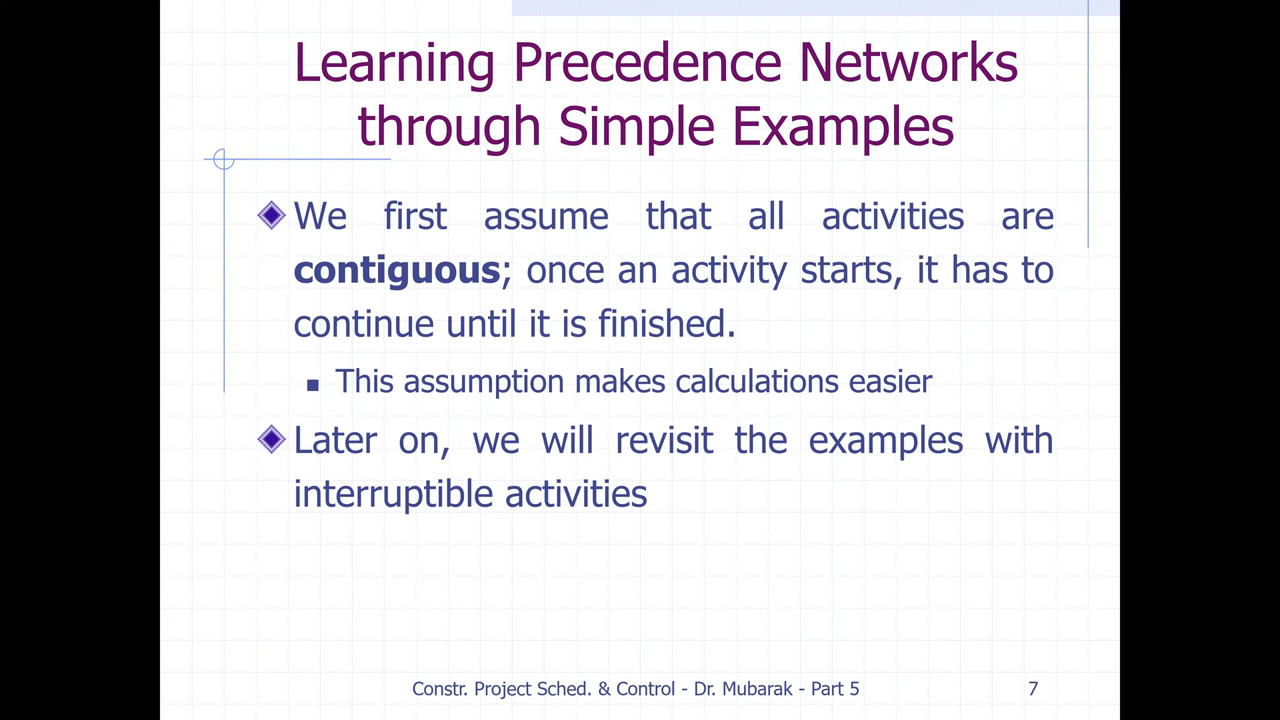 Learning Precedence Networks
through Simple Examples
We first assume that all activities are
contiguous; once an activity starts, it has to
continue until it is finished.
This assumption makes calculations easier
Later on, we will revisit the examples with
interruptible activities
Constr. Project Sched. & Control - Dr. Mubarak - Part 5 7